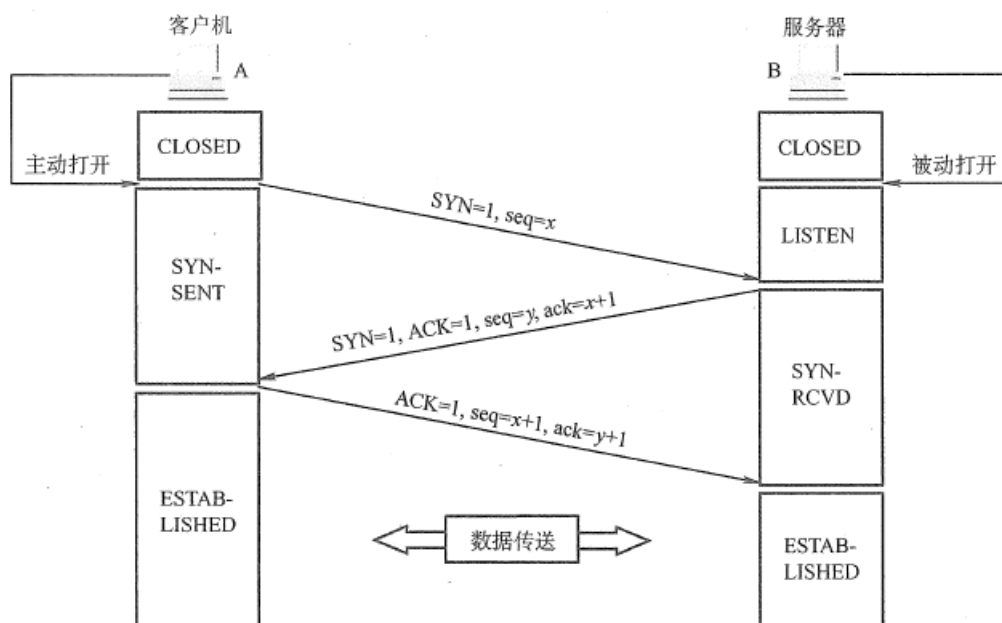 客户机
服务器
A
B
CLOSED
CLOSED
主动打开
被动打开
SYN=1, seq=x
LISTEN
SYN-
SENT
SYN=1, ACK=1, seq=y, ack=x+1
SYN-
RCVD
ACK=1, seq=x+1, ack=y+1
ESTAB-
LISHED
数据传送
ESTAB-
LISHED